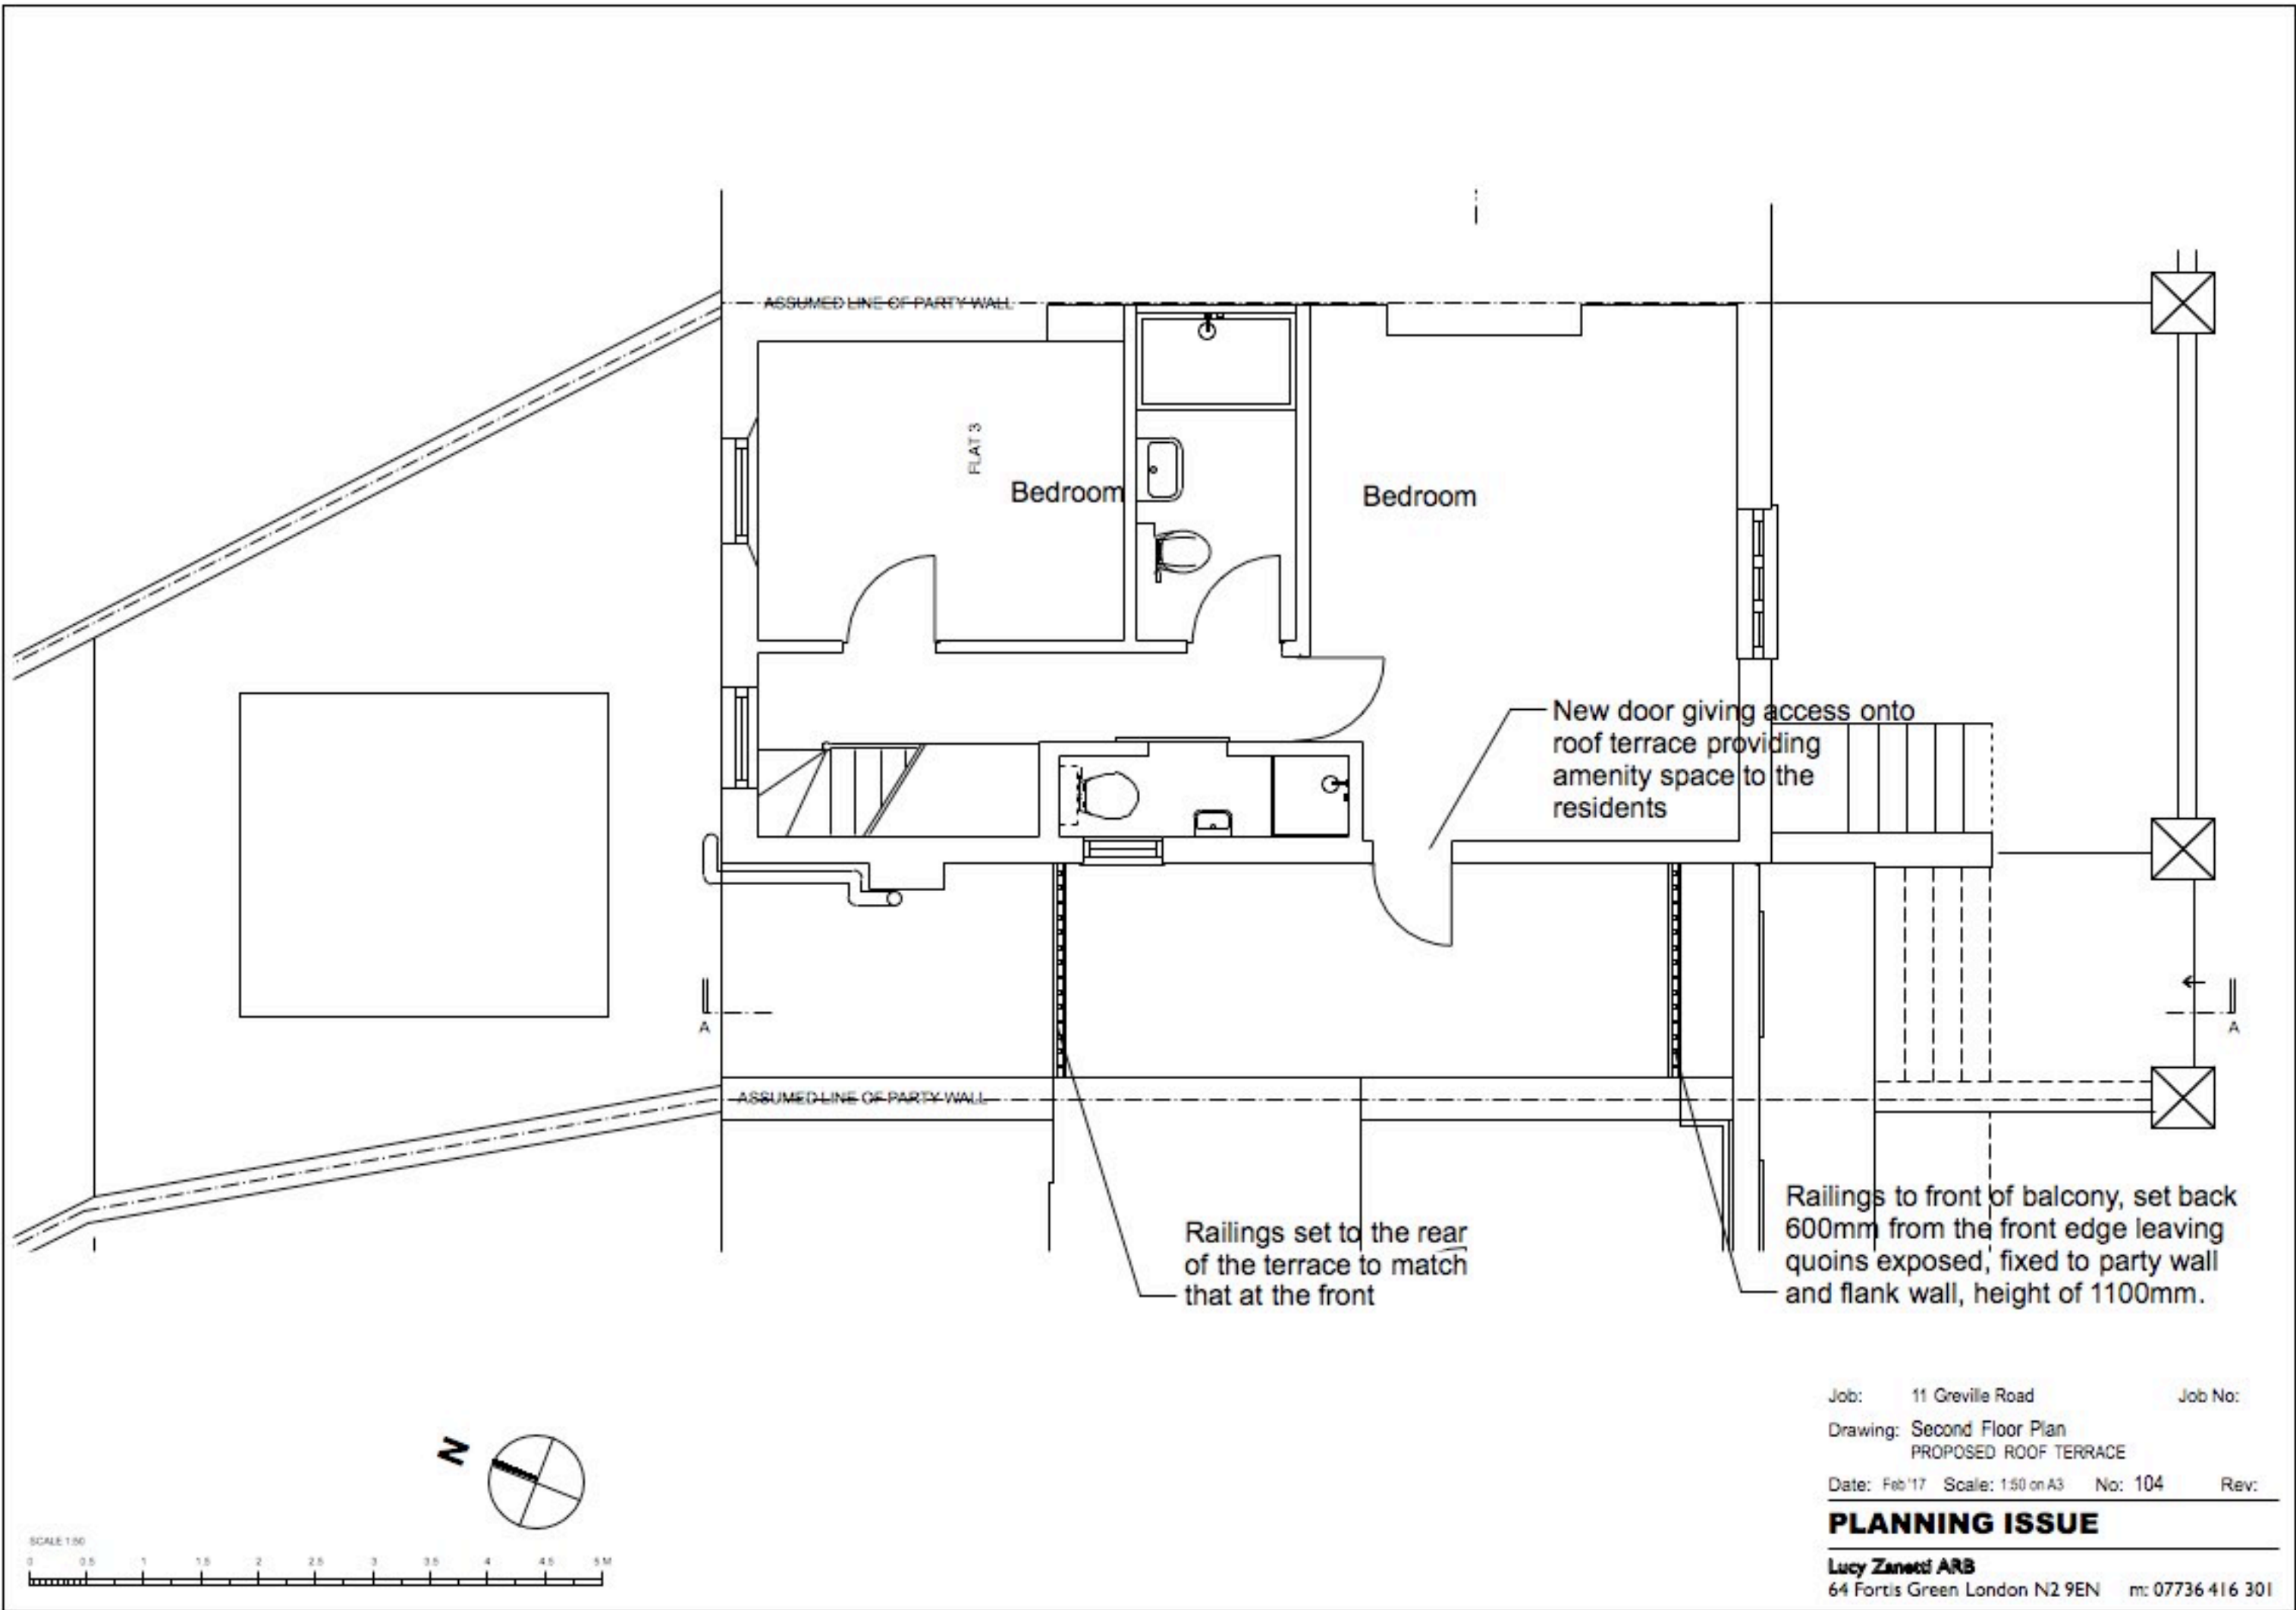 ASSUMED LINE OF PARTY WALL
FLAT 3
Bedroom
Bedroom
New door giving access onto
roof terrace providing
amenity space to the
residents
A
A
ASSUMED LINE OF PARTY WALL
Railings set to the rear
of the terrace to match
that at the front
Railings to front of balcony, set back
600mm from the front edge leaving
quoins exposed, fixed to party wall
and flank wall, height of 1100mm.
N
SCALE 1:50
0 0.5 1 1.5 2 2.5 3 3.5 4 4.5 5 M
Job: 11 Greville Road Job No:
Drawing: Second Floor Plan
PROPOSED ROOF TERRACE
Date: Feb '17 Scale: 1:50 on A3 No: 104 Rev:
PLANNING ISSUE
Lucy Zanetti ARB
64 Fortis Green London N2 9EN m: 07736 416 301